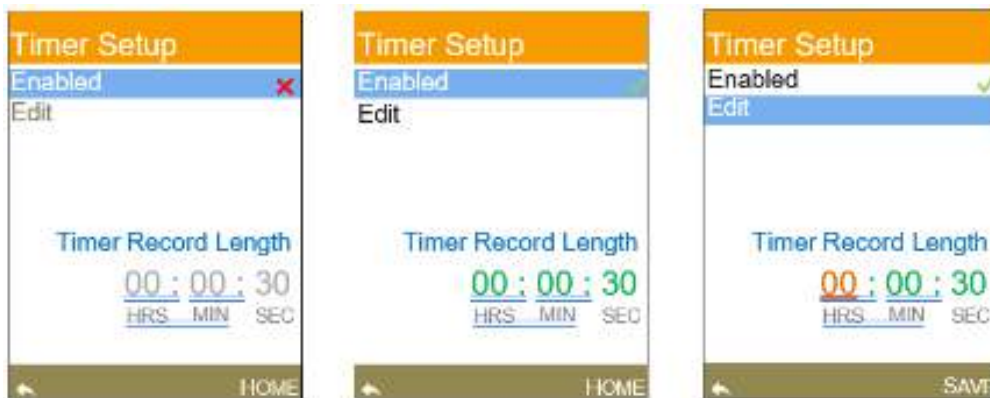 Timer Setup
Enabled
Edit
Timer Record Length
00 : 00 : 30
HRS MIN SEC
HOME
Timer Setup
Enabled
Edit
Timer Record Length
00 : 00 : 30
HRS MIN SEC
HOME
Timer Setup
Enabled
Edit
Timer Record Length
00 : 00 : 30
HRS MIN SEC
SAVE